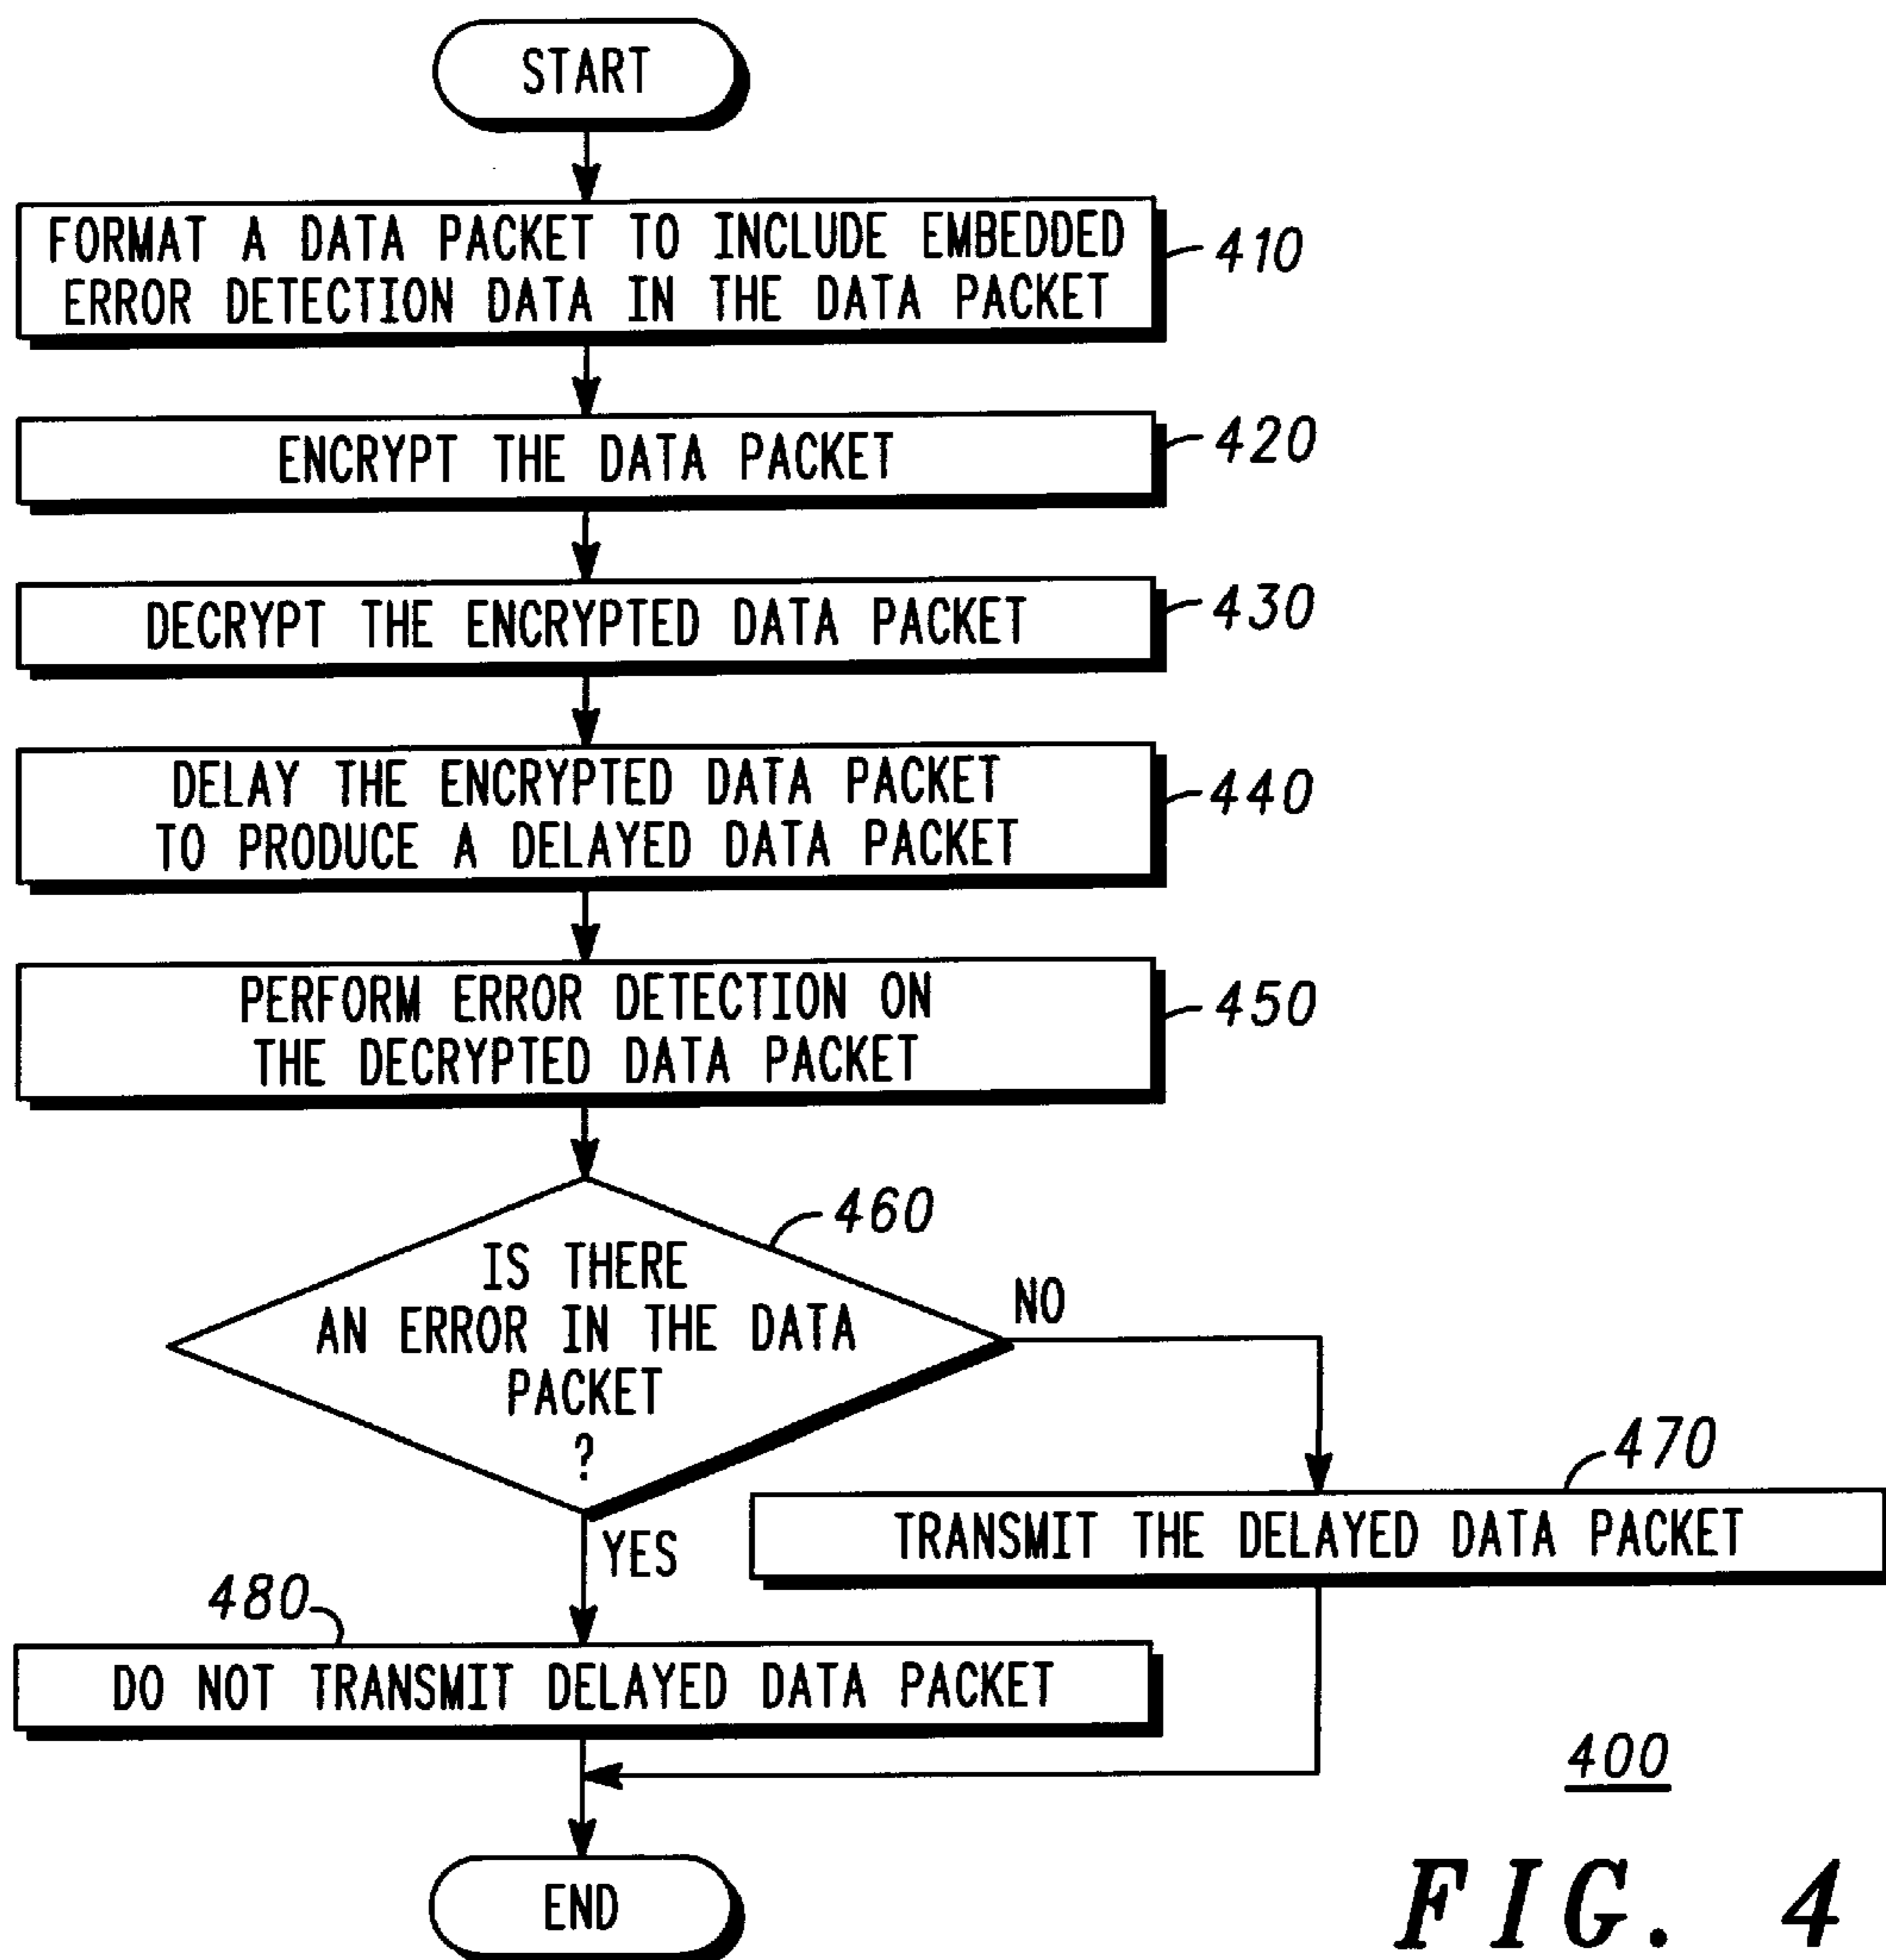 START
FORMAT A DATA PACKET TO INCLUDE EMBEDDED
ERROR DETECTION DATA IN THE DATA PACKET
410
ENCRYPT THE DATA PACKET
420
DECRYPT THE ENCRYPTED DATA PACKET
430
DELAY THE ENCRYPTED DATA PACKET
TO PRODUCE A DELAYED DATA PACKET
440
PERFORM ERROR DETECTION ON
THE DECRYPTED DATA PACKET
450
460
IS THERE
AN ERROR IN THE DATA
PACKET
?
NO
YES
470
TRANSMIT THE DELAYED DATA PACKET
480
DO NOT TRANSMIT DELAYED DATA PACKET
400
END
FIG. 4